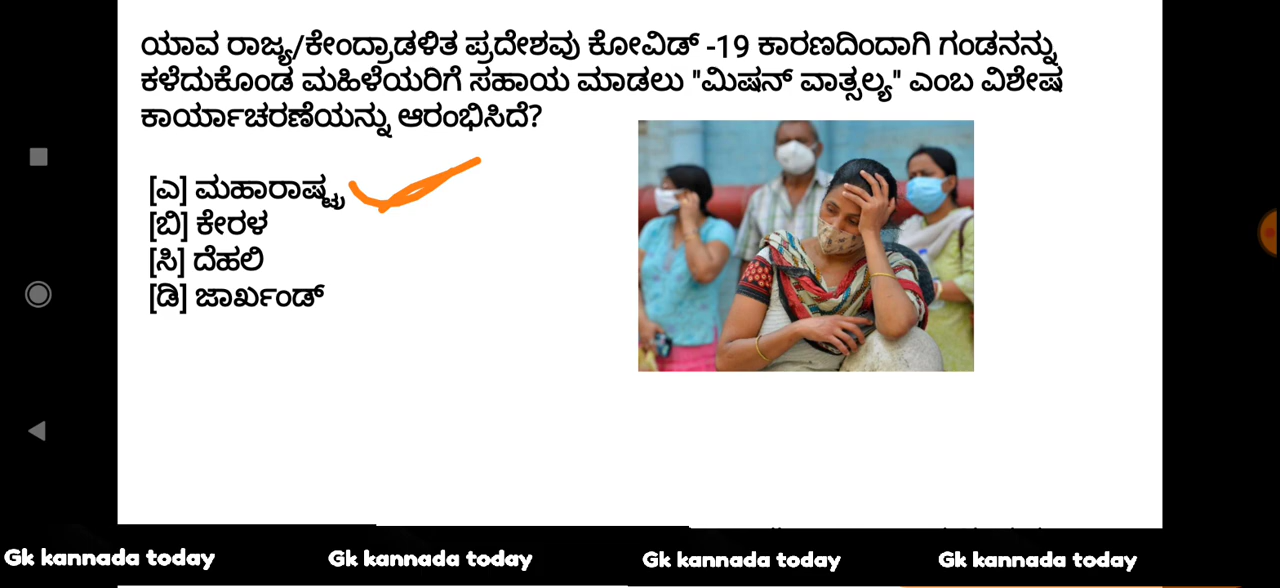 ಯಾವ ರಾಜ್ಯ/ಕೇಂದ್ರಾಡಳಿತ ಪ್ರದೇಶವು ಕೋವಿಡ್ -19 ಕಾರಣದಿಂದಾಗಿ ಗಂಡನನ್ನು
ಕಳೆದುಕೊಂಡ ಮಹಿಳೆಯರಿಗೆ ಸಹಾಯ ಮಾಡಲು "ಮಿಷನ್ ವಾತ್ಸಲ್ಯ" ಎಂಬ ವಿಶೇಷ
ಕಾರ್ಯಾಚರಣೆಯನ್ನು ಆರಂಭಿಸಿದೆ?
[ಎ] ಮಹಾರಾಷ್ಟ್ರ
[ಬಿ] ಕೇರಳ
[ಸಿ] ದೆಹಲಿ
[ಡಿ] ಜಾರ್ಖಂಡ್
Gk kannada today Gk kannada today Gk kannada today Gk kannada today